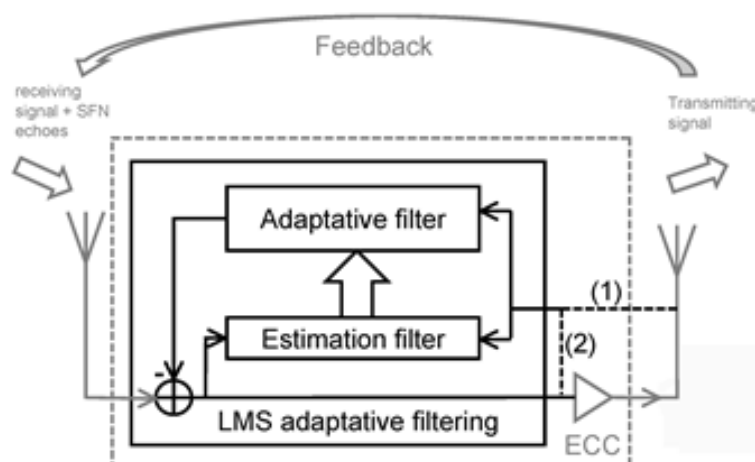 Feedback
receiving
signal + SFN
echoes
Transmitting
signal
Adaptative filter
(1)
Estimation filter
(2)
-
LMS adaptative filtering
ECC